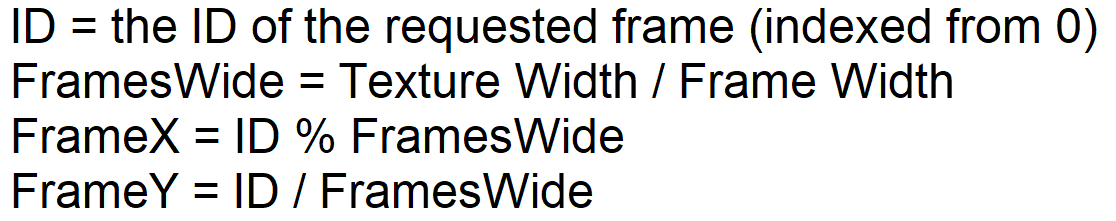 ID = the ID of the requested frame (indexed from 0)
FramesWide = Texture Width / Frame Width
FrameX = ID % FramesWide
FrameY = ID / FramesWide